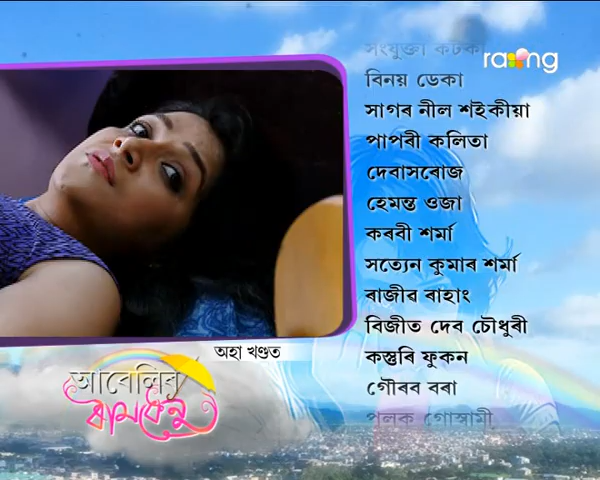 সংযুক্তা কটকী
rang
বিনয় ডেকা
সাগৰ নীল শইকীয়া
পাপৰী কলিতা
দেবাসৰোজ
হেমন্ত ওজা
কৰবী শৰ্মা
সত্যেন কুমাৰ শৰ্মা
ৰাজীৱ ৰাহাং
বিজীত দেব চৌধুৰী
কস্তুৰি ফুকন
গৌৰব বৰা
পলক গোস্বামী
অহা খণ্ডত
আবেলিৰ
ৰামধেনু